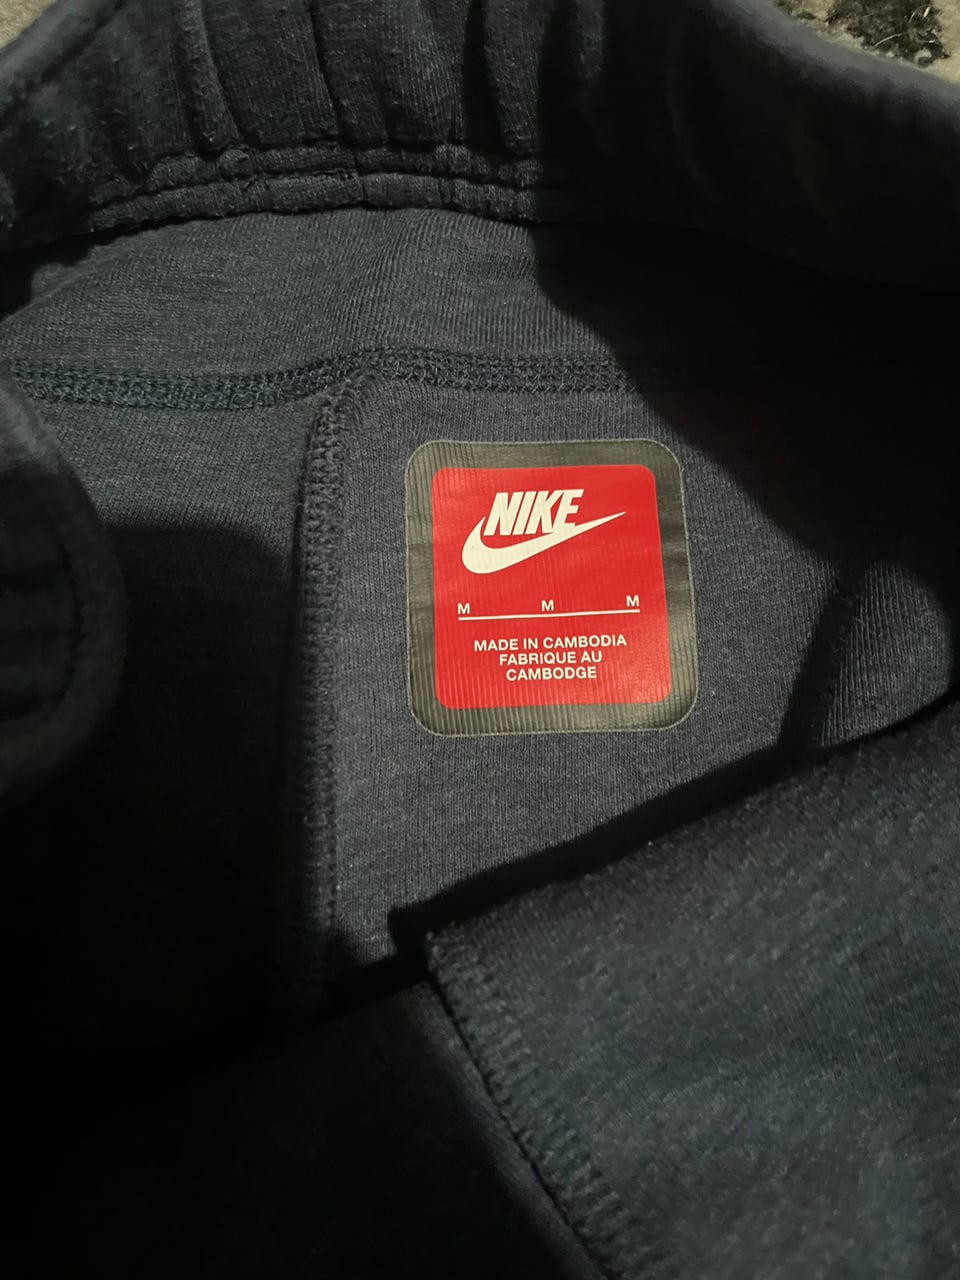 NIKE
M M M
MADE IN CAMBODIA
FABRIQUE AU
CAMBODGE